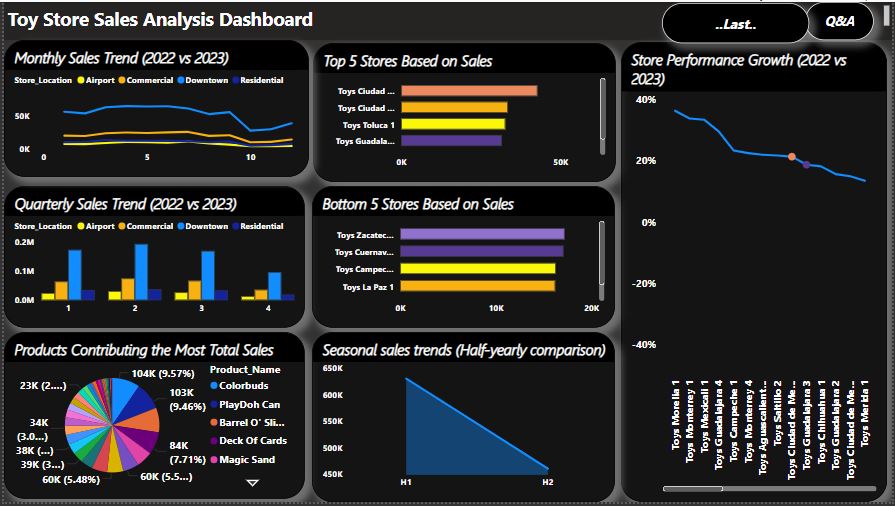 Toy Store Sales Analysis Dashboard
..Last..
Q&A
Monthly Sales Trend (2022 vs 2023)
Store_Location Airport Commercial Downtown Residential
50K
0K
0 5 10
Top 5 Stores Based on Sales
Toys Ciudad ...
Toys Ciudad ...
Toys Toluca 1
Toys Guadala...
0K 50K
Store Performance Growth (2022 vs
2023)
40%
20%
0%
-20%
-40%
Toys Morelia 1
Toys Monterrey 1
Toys Mexicali 1
Toys Guadalajara 4
Toys Campeche 1
Toys Monterrey 4
Toys Aguascalient...
Toys Saltillo 2
Toys Ciudad de Me...
Toys Guadalajara 3
Toys Chihuahua 1
Toys Guadalajara 2
Toys Ciudad de Me...
Toys Merida 1
Quarterly Sales Trend (2022 vs 2023)
Store_Location Airport Commercial Downtown Residential
0.2M
0.1M
0.0M
1 2 3 4
Bottom 5 Stores Based on Sales
Toys Zacatec...
Toys Cuernav...
Toys Campec...
Toys La Paz 1
0K 10K 20K
Products Contributing the Most Total Sales
104K (9.57%)
103K
(9.46%)
84K
(7.71%)
60K (5.5...)
60K (5.48%)
39K (3...)
38K (...)
34K
(3.0...)
23K (2....)
Product_Name
Colorbuds
PlayDoh Can
Barrel O' Sli...
Deck Of Cards
Magic Sand
Seasonal sales trends (Half-yearly comparison)
650K
600K
550K
500K
450K
H1 H2